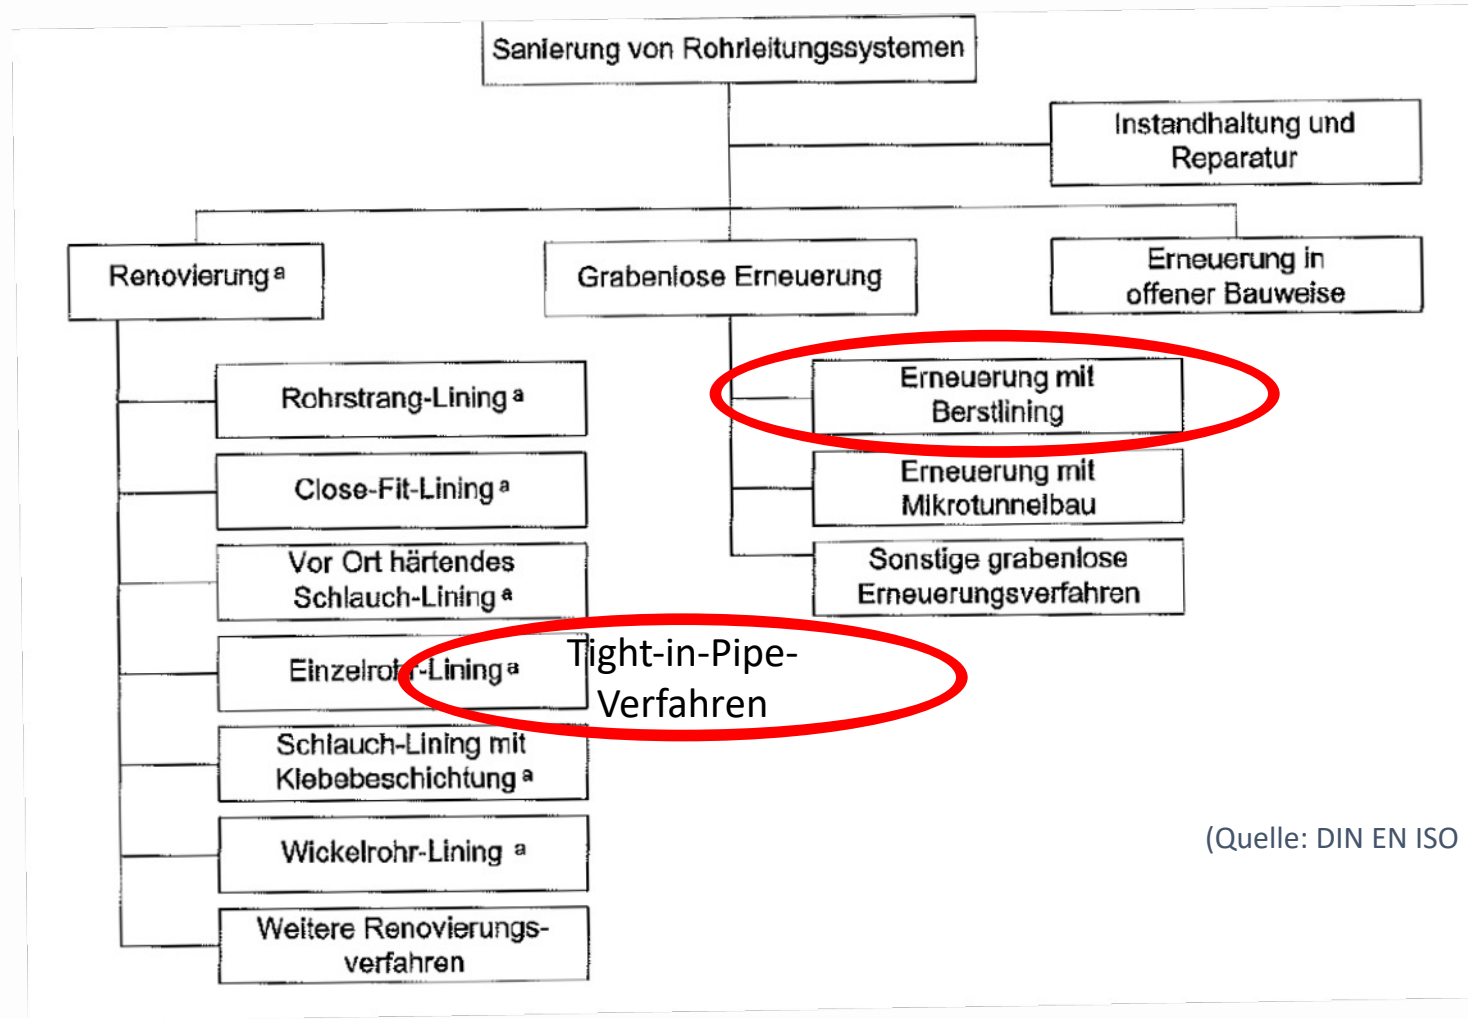 Sanierung von Rohrleitungssystemen
Instandhaltung und
Reparatur
Renovierung a
Grabenlose Erneuerung
Erneuerung in
offener Bauweise
Rohrstrang-Lining a
Close-Fit-Lining a
Vor Ort härtendes
Schlauch-Lining a
Einzelrohr-Lining a
Schlauch-Lining mit
Klebebeschichtung a
Wickelrohr-Lining a
Weitere Renovierungs-
verfahren
Erneuerung mit
Berstlining
Erneuerung mit
Mikrotunnelbau
Sonstige grabenlose
Erneuerungsverfahren
Tight-in-Pipe-
Verfahren
(Quelle: DIN EN ISO